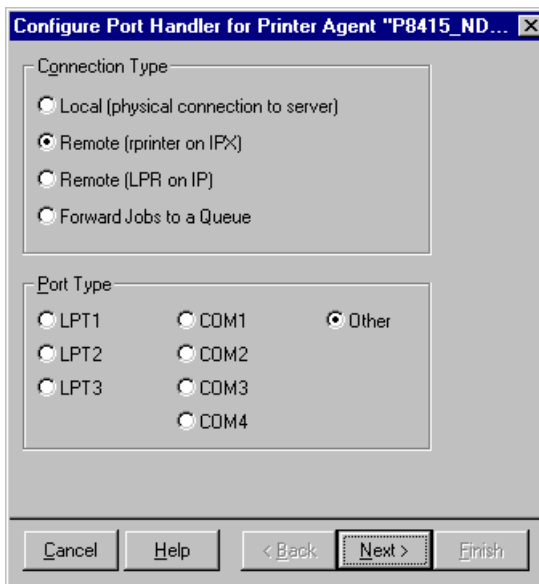 Configure Port Handler for Printer Agent "P8415_ND...
Connection Type
Local (physical connection to server)
Remote (rprinter on IPX)
Remote (LPR on IP)
Forward Jobs to a Queue
Port Type
LPT1 COM1 Other
LPT2 COM2
LPT3 COM3
COM4
Cancel Help < Back Next > Finish